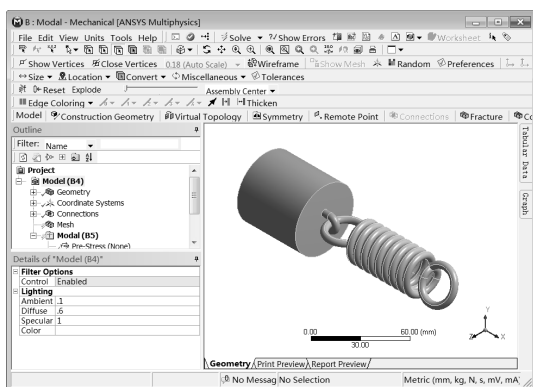 B : Modal - Mechanical [ANSYS Multiphysics]
File Edit View Units Tools Help Solve ?/Show Errors Worksheet
Show Vertices Close Vertices 0.18 (Auto Scale) Wireframe Show Mesh Random Preferences
Size Location Convert Miscellaneous Tolerances
Reset Explode Assembly Center
Edge Coloring Thicken
Model Construction Geometry Virtual Topology Symmetry Remote Point Connections Fracture
Outline
Filter: Name
Project
Model (B4)
Geometry
Coordinate Systems
Connections
Mesh
Modal (B5)
Pre-Stress (None)
Details of "Model (B4)"
Filter Options
Control Enabled
Lighting
Ambient .1
Diffuse .6
Specular 1
Color
Tabular Data
Graph
0.00 60.00 (mm)
30.00
Y
Z X
Geometry Print Preview Report Preview
No Messag No Selection Metric (mm, kg, N, s, mV, mA)